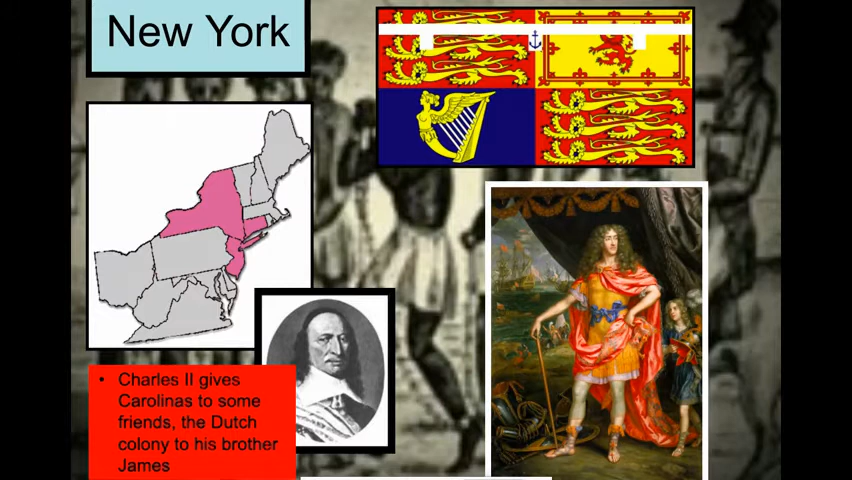 New York
• Charles II gives
Carolinas to some
friends, the Dutch
colony to his brother
James